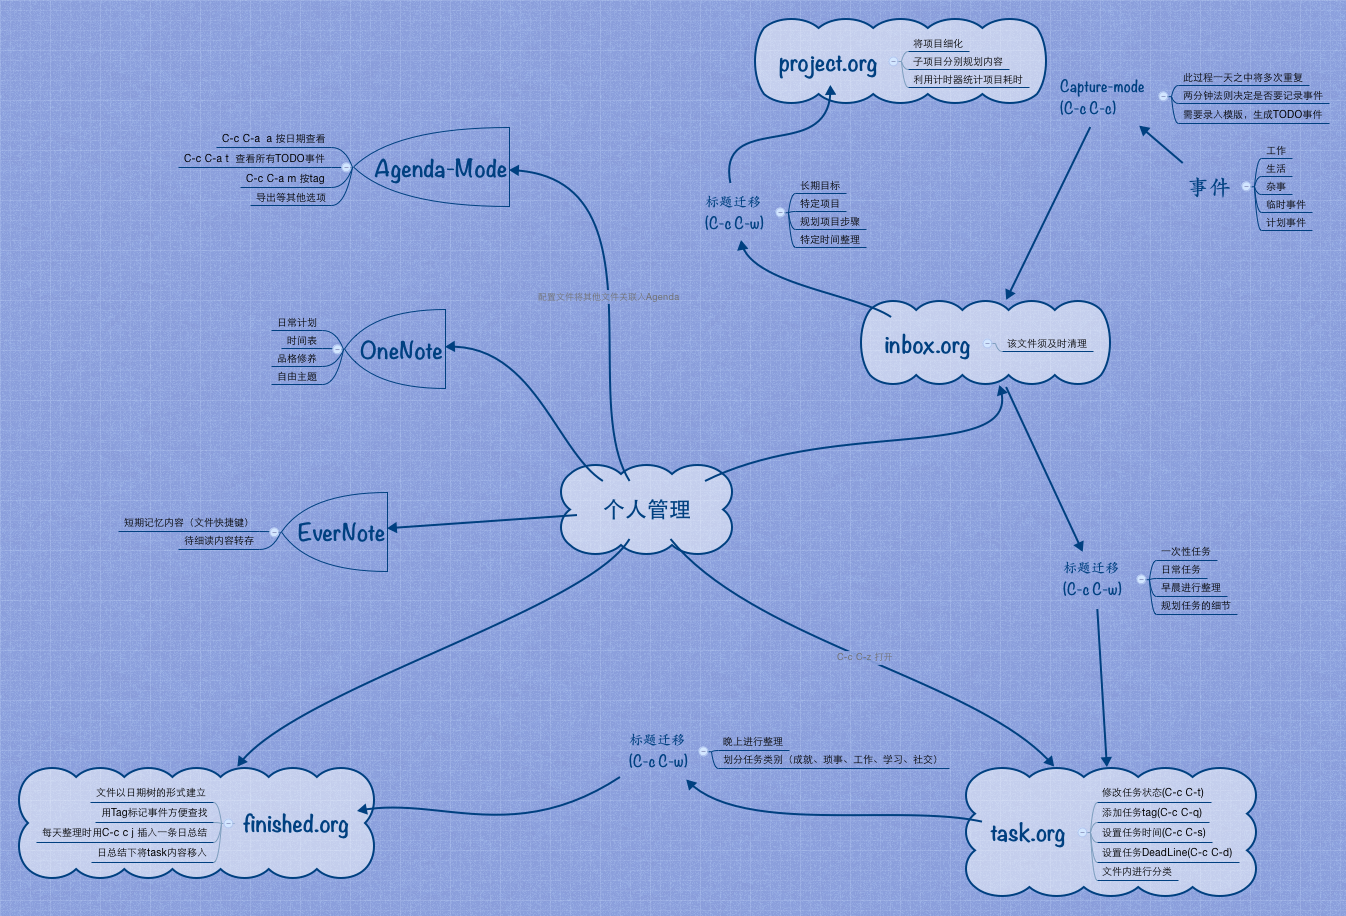 project.org
将项目细化
子项目分别规划内容
利用计时器统计项目耗时
Capture-mode
(C-c C-c)
此过程一天之中将多次重复
两分钟法则决定是否要记录事件
需要录入模版，生成TODO事件
事件
工作
生活
杂事
临时事件
计划事件
C-c C-a  a 按日期查看
C-c C-a t  查看所有TODO事件
C-c C-a m 按tag
导出等其他选项
Agenda-Mode
标题迁移
(C-c C-w)
长期目标
特定项目
规划项目步骤
特定时间整理
配置文件将其他文件关联入Agenda
日常计划
时间表
品格修养
自由主题
OneNote
inbox.org
该文件须及时清理
个人管理
短期记忆内容（文件快捷键）
待细读内容转存
EverNote
标题迁移
(C-c C-w)
一次性任务
日常任务
早晨进行整理
规划任务的细节
C-c C-z 打开
标题迁移
(C-c C-w)
晚上进行整理
划分任务类别（成就、琐事、工作、学习、社交）
文件以日期树的形式建立
用Tag标记事件方便查找
每天整理时用C-c c j 插入一条日总结
日总结下将task内容移入
finished.org
task.org
修改任务状态(C-c C-t)
添加任务tag(C-c C-q)
设置任务时间(C-c C-s)
设置任务DeadLine(C-c C-d)
文件内进行分类